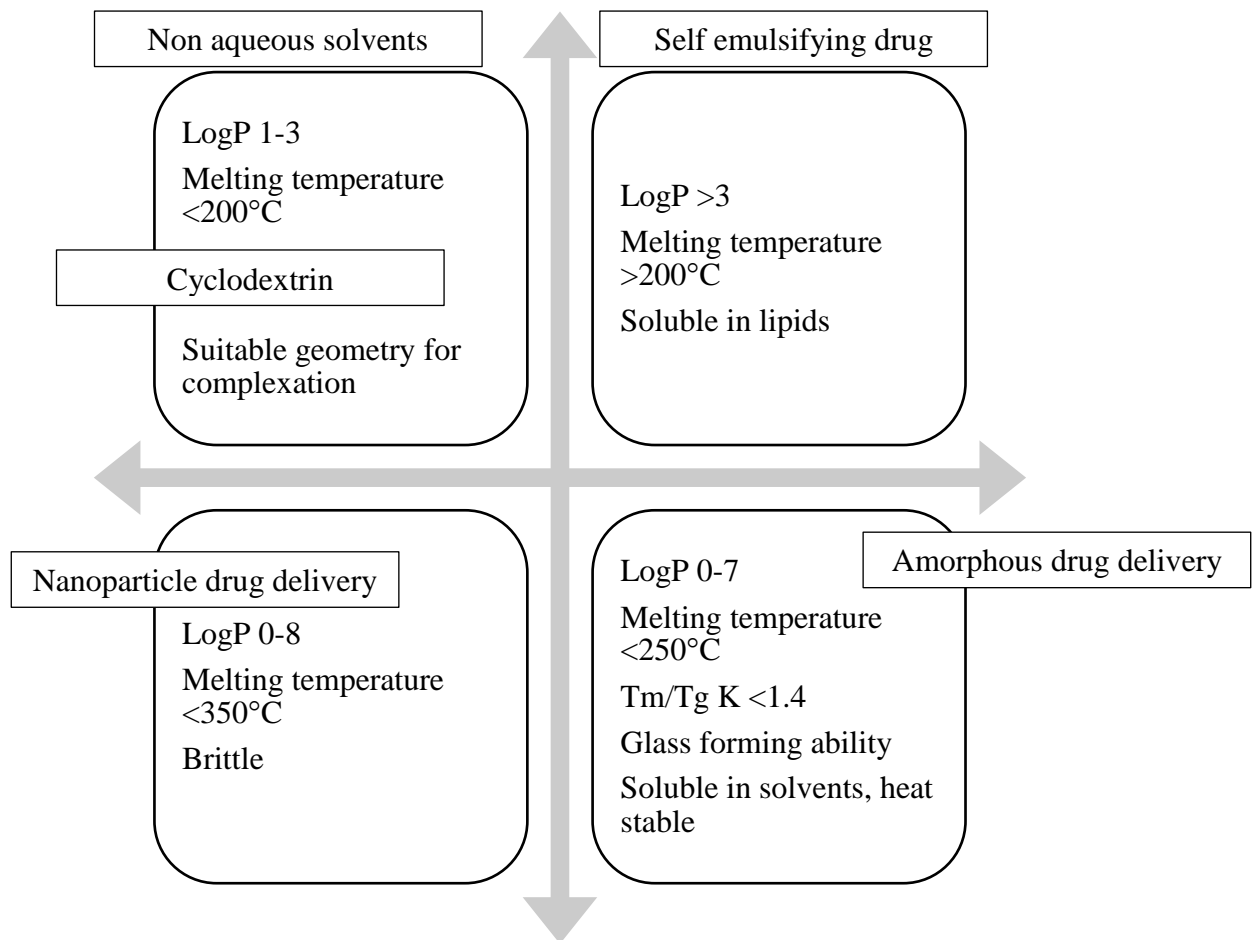 Non aqueous solvents
LogP 1-3
Melting temperature
<200°C
Cyclodextrin
Suitable geometry for
complexation
Self emulsifying drug
LogP >3
Melting temperature
>200°C
Soluble in lipids
Nanoparticle drug delivery
LogP 0-8
Melting temperature
<350°C
Brittle
Amorphous drug delivery
LogP 0-7
Melting temperature
<250°C
Tm/Tg K <1.4
Glass forming ability
Soluble in solvents, heat
stable